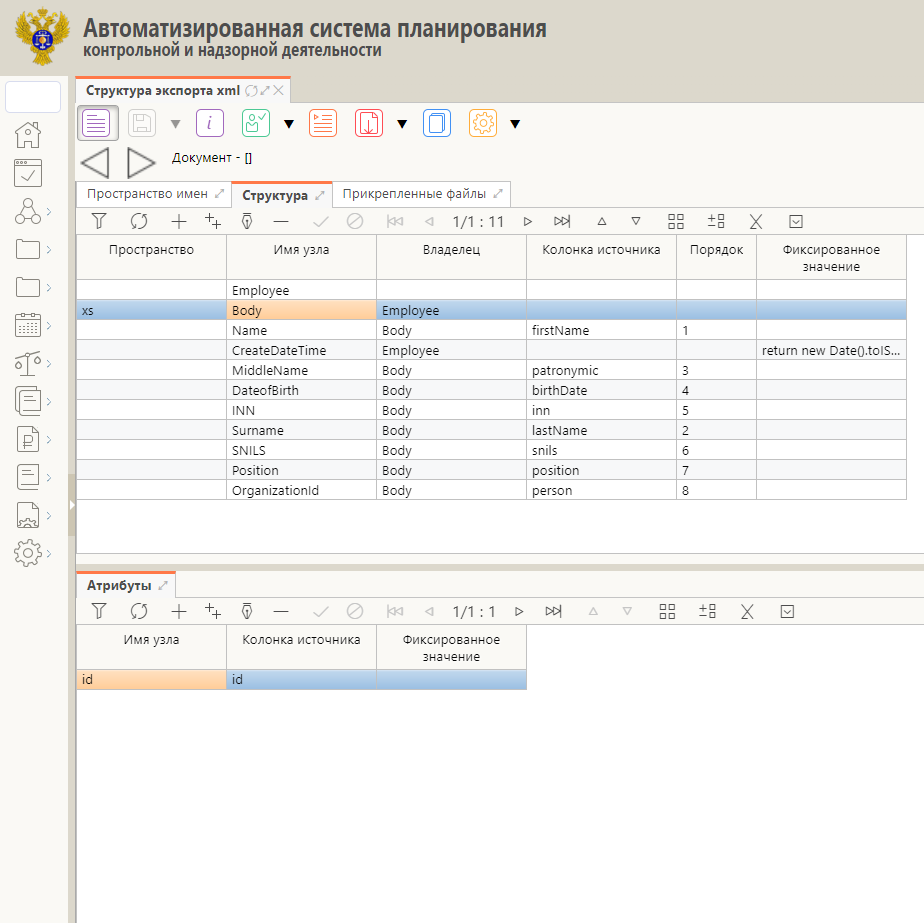 Автоматизированная система планирования
контрольной и надзорной деятельности
Структура экспорта xml
i
Документ - []
Пространство имен Структура Прикрепленные файлы
1/1 : 11
Пространство Имя узла Владелец Колонка источника Порядок Фиксированное
значение
Employee
xs Body Employee
Name Body firstName 1
CreateDateTime Employee return new Date().toIS...
MiddleName Body patronymic 3
DateofBirth Body birthDate 4
INN Body inn 5
Surname Body lastName 2
SNILS Body snils 6
Position Body position 7
OrganizationId Body person 8
Атрибуты
1/1 : 1
Имя узла Колонка источника Фиксированное
значение
id id